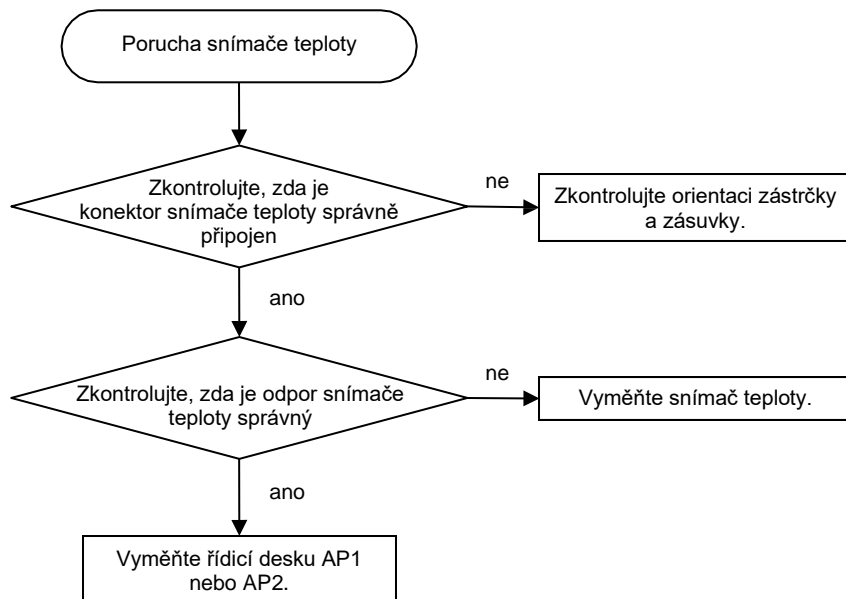 Porucha snímače teploty
Zkontrolujte, zda je
konektor snímače teploty správně
připojen
ne
Zkontrolujte orientaci zástrčky
a zásuvky.
ano
Zkontrolujte, zda je odpor snímače
teploty správný
ne
Vyměňte snímač teploty.
ano
Vyměňte řídicí desku AP1
nebo AP2.